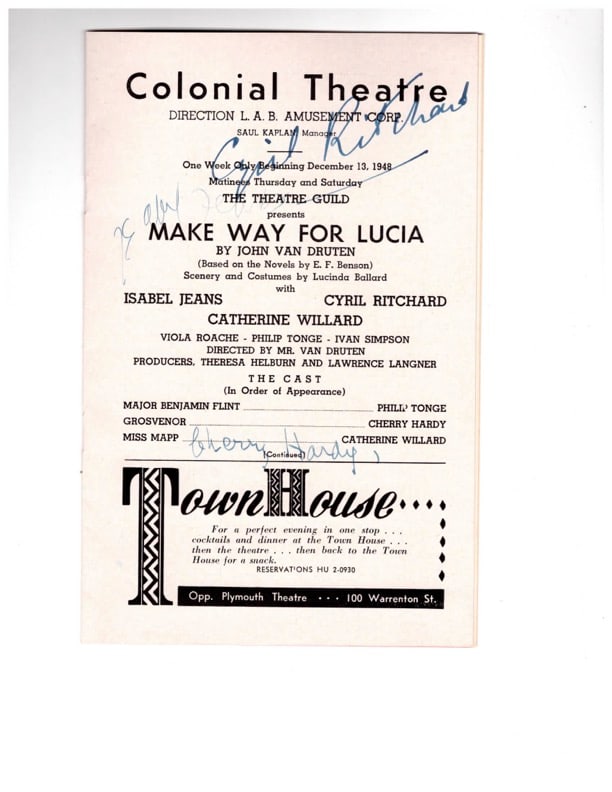 Colonial Theatre
DIRECTION L. A. B. AMUSEMENT CORP.
SAUL KAPLAN Manager
Cyril Ritchard
One Week Only Beginning December 13, 1948
Matinees Thursday and Saturday
THE THEATRE GUILD
presents
MAKE WAY FOR LUCIA
BY JOHN VAN DRUTEN
(Based on the Novels by E. F. Benson)
Scenery and Costumes by Lucinda Ballard
with
ISABEL JEANS CYRIL RITCHARD
CATHERINE WILLARD
VIOLA ROACHE - PHILIP TONGE - IVAN SIMPSON
DIRECTED BY MR. VAN DRUTEN
PRODUCERS, THERESA HELBURN AND LAWRENCE LANGNER
THE CAST
(In Order of Appearance)
MAJOR BENJAMIN FLINT PHILIP TONGE
GROSVENOR CHERRY HARDY
MISS MAPP CATHERINE WILLARD
Cherry Hardy
(Continued)
Town House
For a perfect evening in one stop . . .
cocktails and dinner at the Town House . . .
then the theatre . . . then back to the Town
House for a snack.
RESERVATIONS HU 2-0930
Opp. Plymouth Theatre · · · 100 Warrenton St.